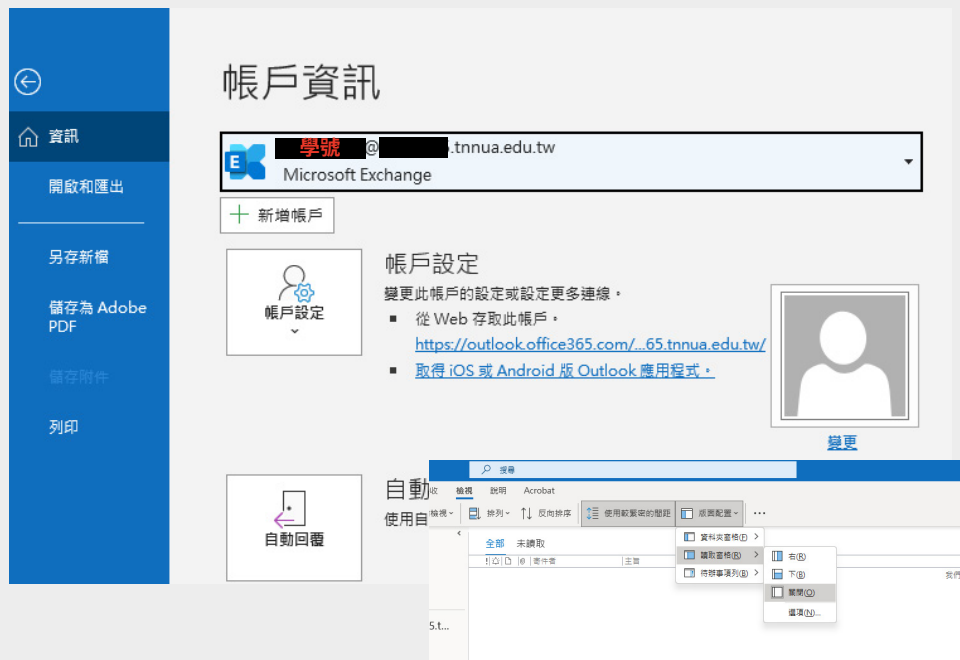 帳戶資訊
資訊
開啟和匯出
另存新檔
儲存為 Adobe
PDF
儲存附件
列印
學號 @ .tnnua.edu.tw
Microsoft Exchange
新增帳戶
帳戶設定
帳戶設定
變更此帳戶的設定或設定更多連線。
▪ 從 Web 存取此帳戶。
https://outlook.office365.com/...65.tnnua.edu.tw/
▪ 取得 iOS 或 Android 版 Outlook 應用程式。
變更
自動回覆
自動
使用自
搜尋
收 檢視 說明 Acrobat
檢視 排列 反向排序 使用較緊密的間距 版面配置 ...
全部 未讀取
寄件者 主旨
資料夾窗格(F)
讀取窗格(R)
待辦事項列(B)
右(R)
下(B)
關閉(O)
選項(N)...
我們
5.t...